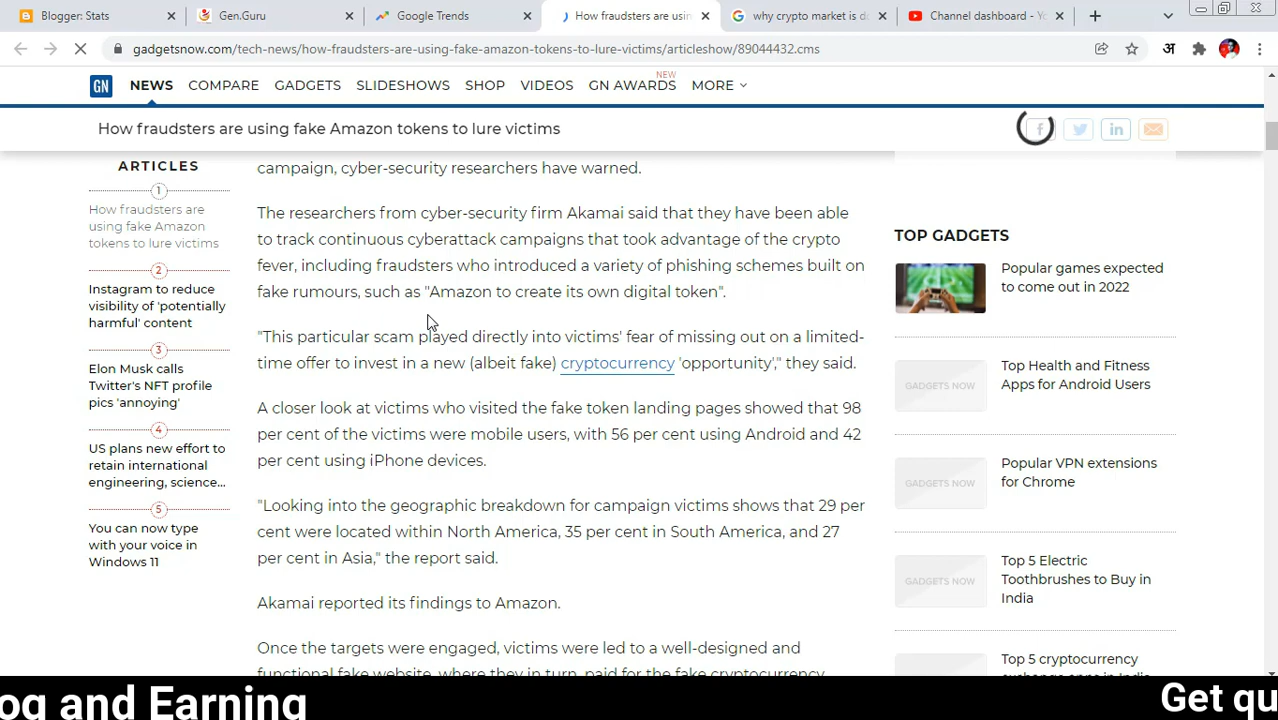 Blogger: Stats
Gen.Guru
Google Trends
How fraudsters are usin
why crypto market is d
Channel dashboard - Yo
gadgetsnow.com/tech-news/how-fraudsters-are-using-fake-amazon-tokens-to-lure-victims/articleshow/89044432.cms
अ
GN
NEWS
COMPARE
GADGETS
SLIDESHOWS
SHOP
VIDEOS
GN AWARDS
NEW
MORE
How fraudsters are using fake Amazon tokens to lure victims
ARTICLES
1
How fraudsters are
using fake Amazon
tokens to lure victims
2
Instagram to reduce
visibility of 'potentially
harmful' content
3
Elon Musk calls
Twitter's NFT profile
pics 'annoying'
4
US plans new effort to
retain international
engineering, science...
5
You can now type
with your voice in
Windows 11
campaign, cyber-security researchers have warned.
The researchers from cyber-security firm Akamai said that they have been able
to track continuous cyberattack campaigns that took advantage of the crypto
fever, including fraudsters who introduced a variety of phishing schemes built on
fake rumours, such as "Amazon to create its own digital token".
"This particular scam played directly into victims' fear of missing out on a limited-
time offer to invest in a new (albeit fake) cryptocurrency 'opportunity'," they said.
A closer look at victims who visited the fake token landing pages showed that 98
per cent of the victims were mobile users, with 56 per cent using Android and 42
per cent using iPhone devices.
"Looking into the geographic breakdown for campaign victims shows that 29 per
cent were located within North America, 35 per cent in South America, and 27
per cent in Asia," the report said.
Akamai reported its findings to Amazon.
Once the targets were engaged, victims were led to a well-designed and
functional fake website, where they in turn, paid for the fake cryptocurrency
TOP GADGETS
Popular games expected
to come out in 2022
GADGETS NOW
Top Health and Fitness
Apps for Android Users
GADGETS NOW
Popular VPN extensions
for Chrome
GADGETS NOW
Top 5 Electric
Toothbrushes to Buy in
India
Top 5 cryptocurrency
exchange apps in India
og and Earning
Get qu